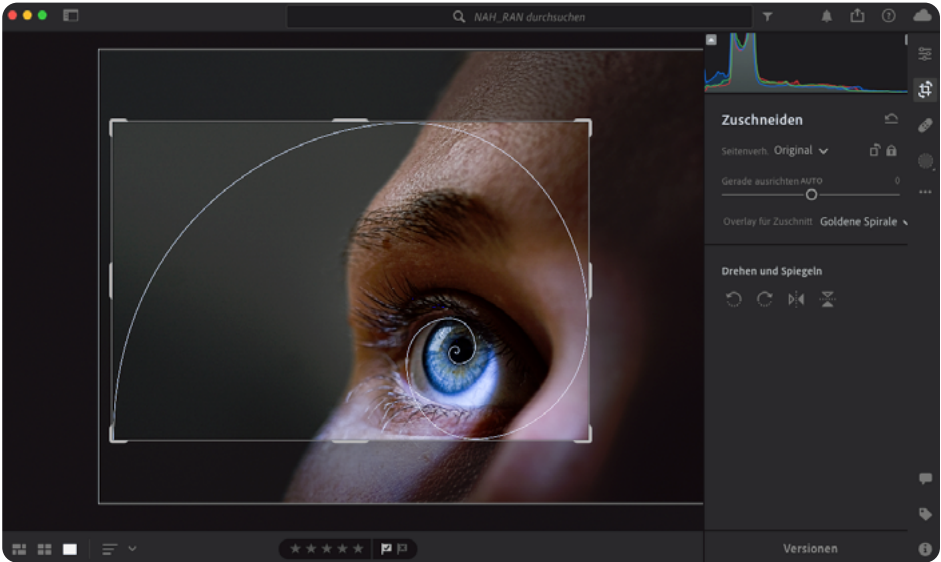 NAH_RAN durchsuchen
Zuschneiden
Seitenverh. Original
Gerade ausrichten AUTO 0
Overlay für Zuschnitt Goldene Spirale
Drehen und Spiegeln
Versionen